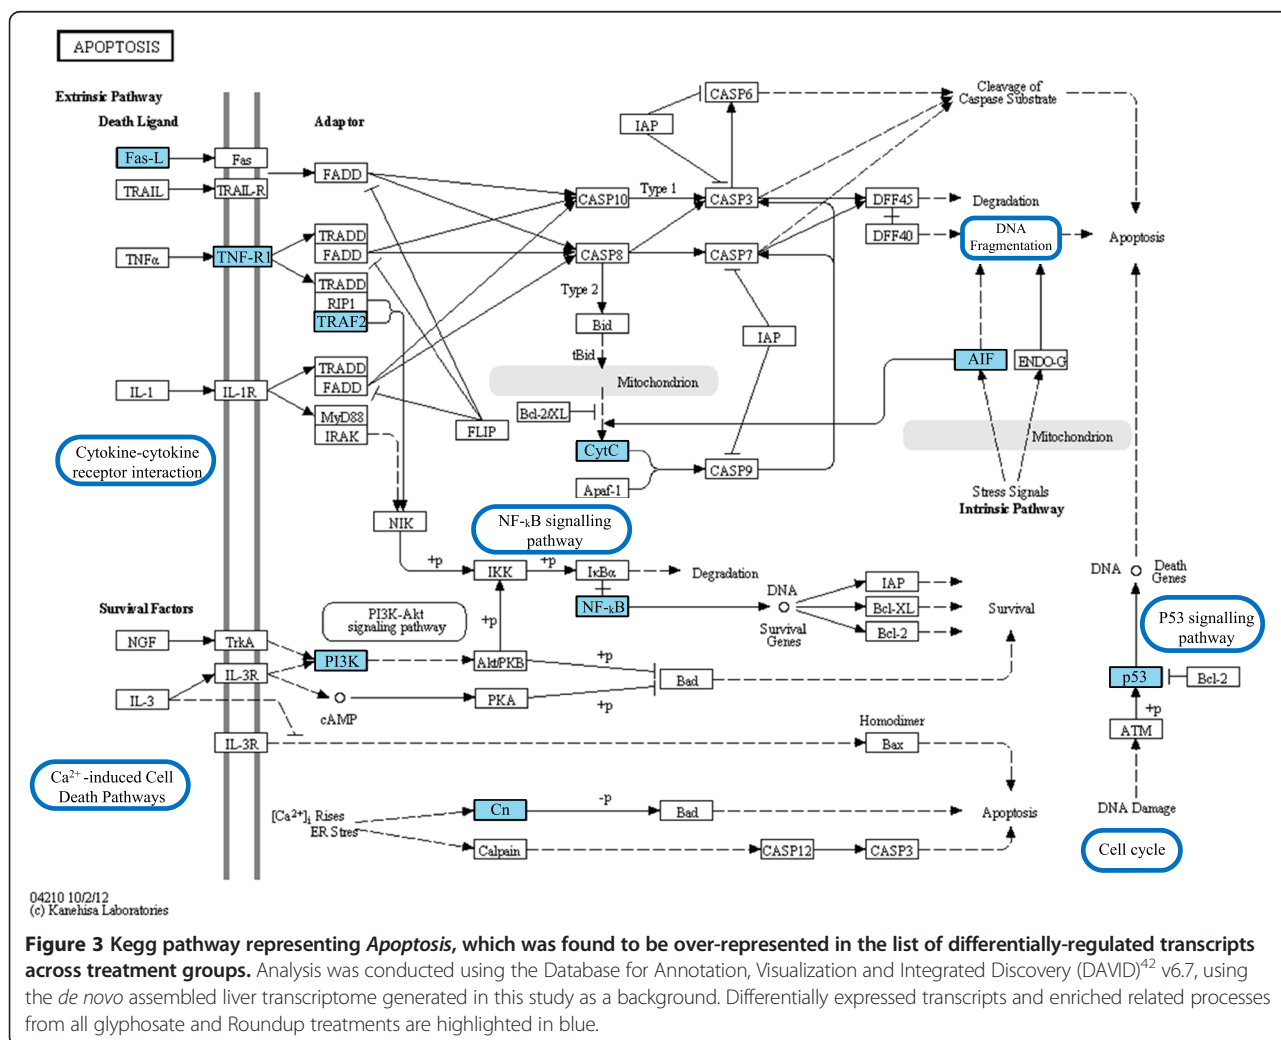 APOPTOSIS
Extrinsic Pathway
Death Ligand
Adaptor
Fas-L
Fas
TRAIL
TRAIL-R
FADD
TNFα
TNF-R1
TRADD
FADD
TRADD
RIP1
TRAF2
IL-1
IL-1R
TRADD
FADD
MyD88
IRAK
FLIP
CASP6
IAP
CASP10
Type 1
CASP3
CASP8
CASP7
Type 2
Bid
tBid
Mitochondrion
Bcl-2/XL
CytC
Apaf-1
CASP9
IAP
Cleavage of
Caspase Substrate
DFF45
Degradation
DFF40
DNA
Fragmentation
Apoptosis
AIF
ENDO-G
Mitochondrion
Stress Signals
Intrinsic Pathway
Cytokine-cytokine
receptor interaction
NIK
NF-κB signalling
pathway
+p
IKK
+p
IκBα
Degradation
NF-κB
DNA
Survival
Genes
IAP
Bcl-XL
Bcl-2
Survival
DNA
Death
Genes
Survival Factors
PI3K-Akt
signaling pathway
+p
NGF
TrkA
PI3K
Akt/PKB
+p
Bad
IL-3
IL-3R
cAMP
PKA
+p
P53 signalling
pathway
p53
Bcl-2
+p
ATM
DNA Damage
Cell cycle
IL-3R
Homodimer
Bax
Ca²⁺ -induced Cell
Death Pathways
[Ca²⁺]i Rises
ER Stres
Cn
-p
Bad
Apoptosis
Calpain
CASP12
CASP3
04210 10/2/12
(c) Kanehisa Laboratories
Figure 3 Kegg pathway representing Apoptosis, which was found to be over-represented in the list of differentially-regulated transcripts
across treatment groups. Analysis was conducted using the Database for Annotation, Visualization and Integrated Discovery (DAVID)⁴² v6.7, using
the de novo assembled liver transcriptome generated in this study as a background. Differentially expressed transcripts and enriched related processes
from all glyphosate and Roundup treatments are highlighted in blue.